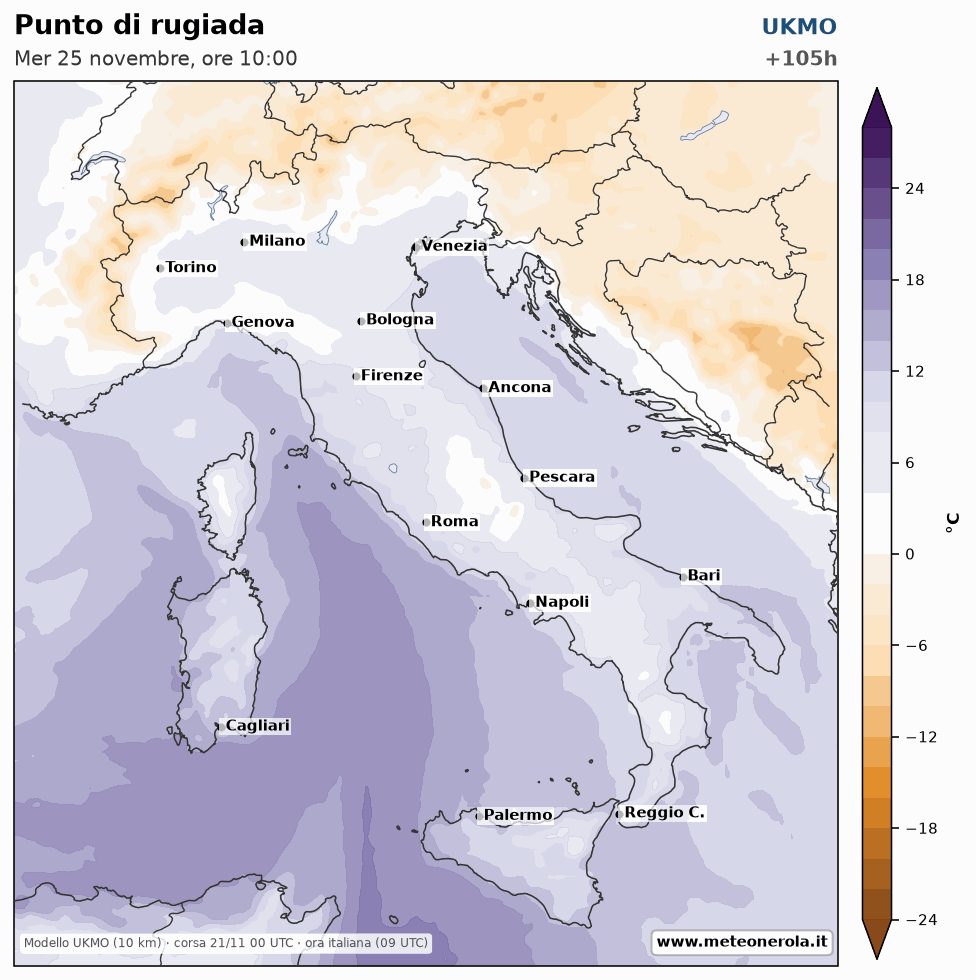 Punto di rugiada
UKMO
Mer 25 novembre, ore 10:00
+105h
Milano
Venezia
Torino
Genova
Bologna
Firenze
Ancona
Pescara
Roma
Bari
Napoli
Cagliari
Palermo
Reggio C.
24
18
12
6
0
−6
−12
−18
−24
°C
Modello UKMO (10 km) · corsa 21/11 00 UTC · ora italiana (09 UTC)
www.meteonerola.it